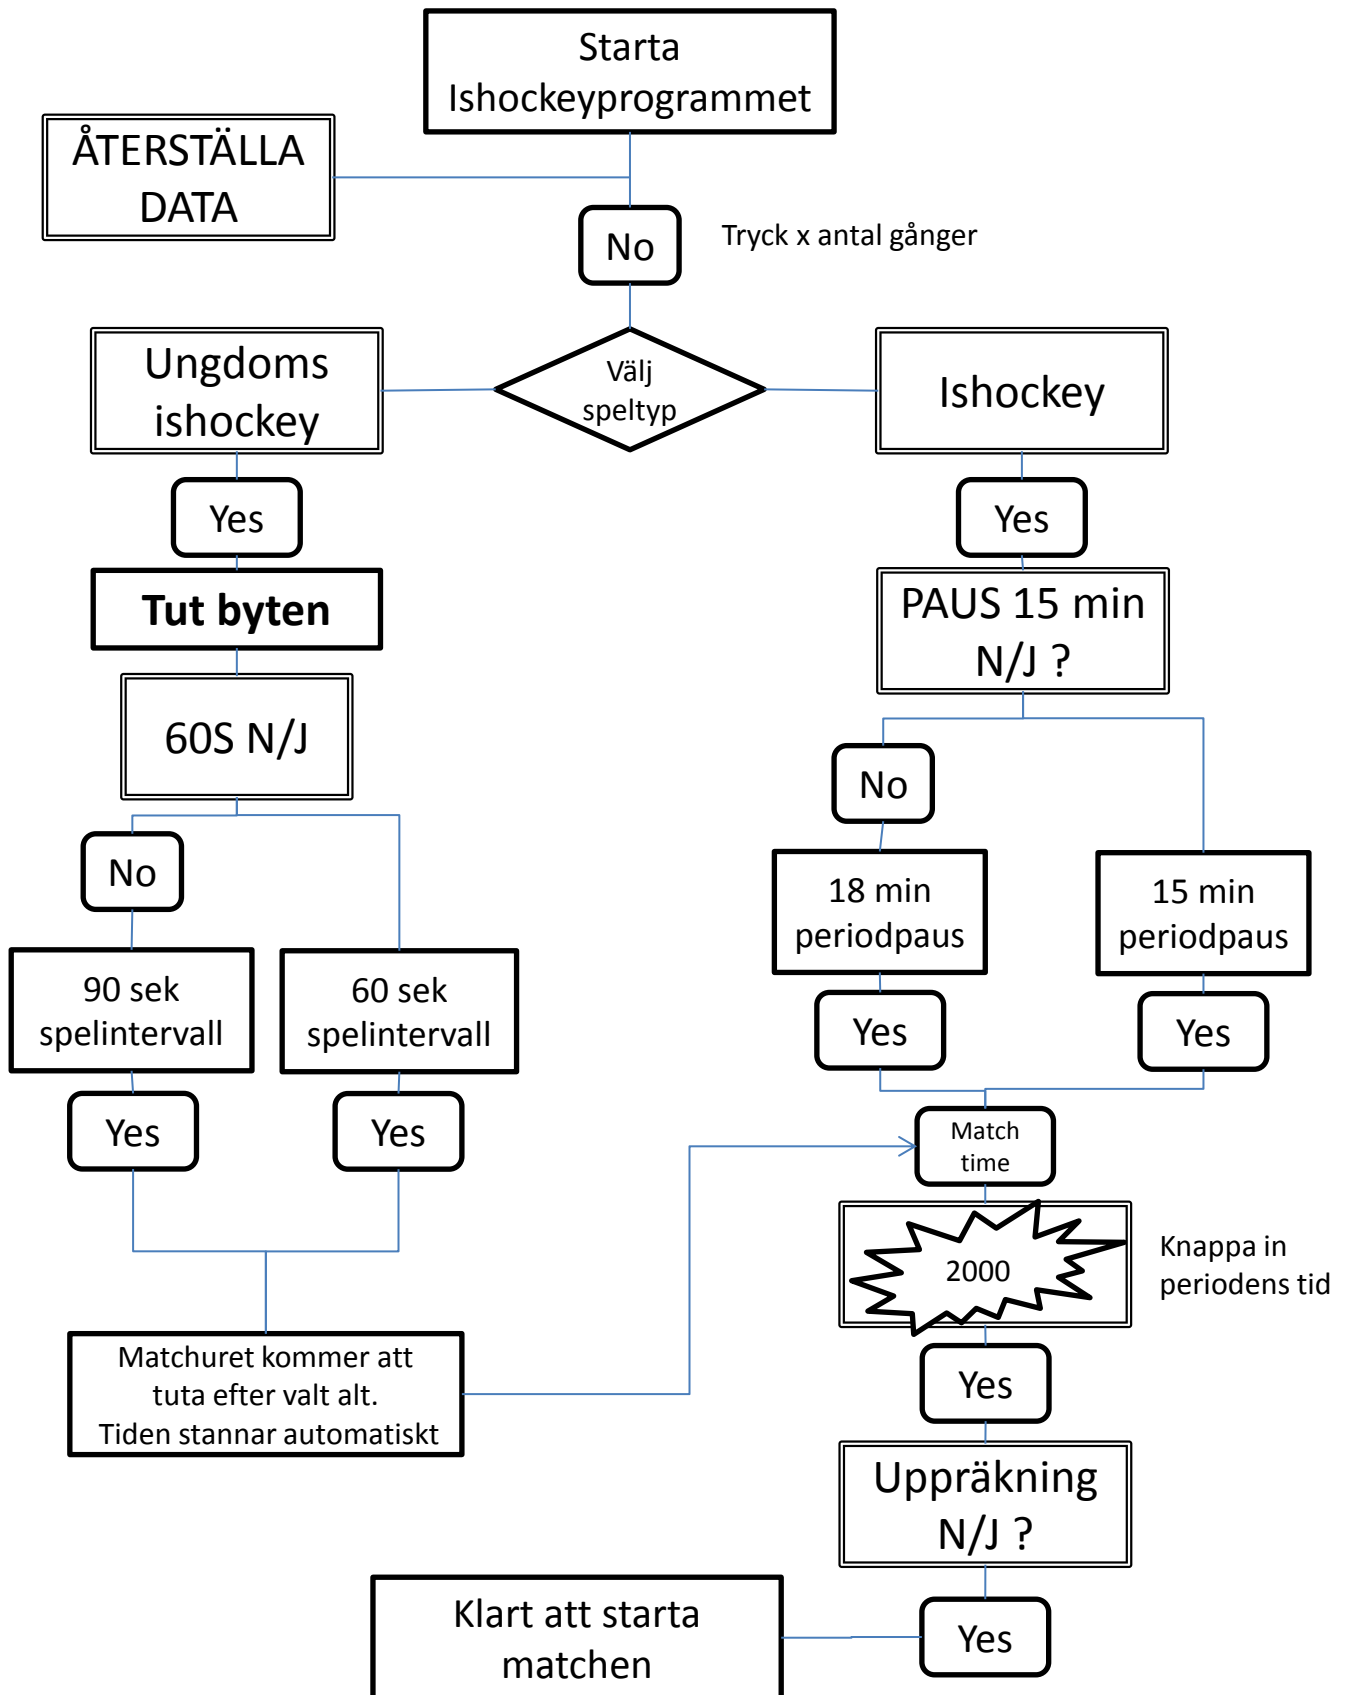 Starta
Ishockeyprogrammet
ÅTERSTÄLLA
DATA
No
Tryck x antal gånger
Ungdoms
ishockey
Välj
speltyp
Ishockey
Yes
Yes
Tut byten
PAUS 15 min
N/J ?
60S N/J
No
No
18 min
periodpaus
15 min
periodpaus
90 sek
spelintervall
60 sek
spelintervall
Yes
Yes
Yes
Yes
Match
time
2000
Knappa in
periodens tid
Matchuret kommer att
tuta efter valt alt.
Tiden stannar automatiskt
Yes
Uppräkning
N/J ?
Klart att starta
matchen
Yes